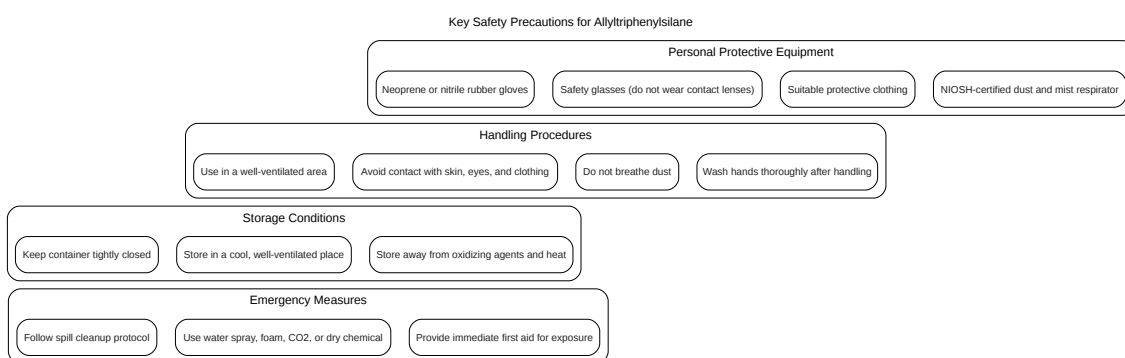 Key Safety Precautions for Allyltriphenylsilane
Personal Protective Equipment
Neoprene or nitrile rubber gloves
Safety glasses (do not wear contact lenses)
Suitable protective clothing
NIOSH-certified dust and mist respirator
Handling Procedures
Use in a well-ventilated area
Avoid contact with skin, eyes, and clothing
Do not breathe dust
Wash hands thoroughly after handling
Storage Conditions
Keep container tightly closed
Store in a cool, well-ventilated place
Store away from oxidizing agents and heat
Emergency Measures
Follow spill cleanup protocol
Use water spray, foam, CO2, or dry chemical
Provide immediate first aid for exposure